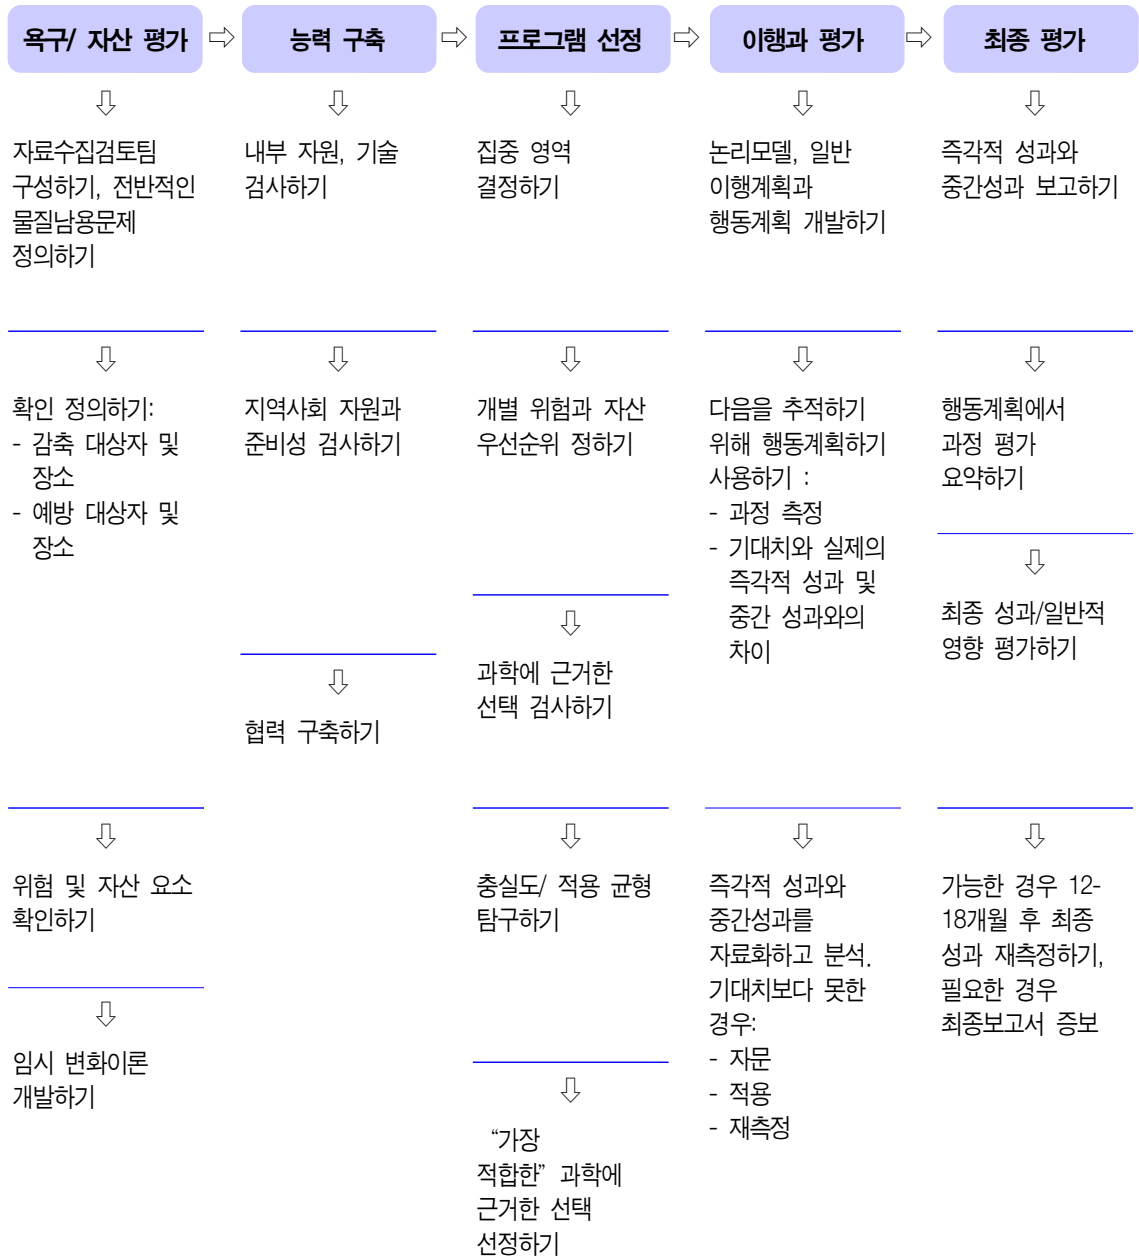 욕구/ 자산 평가 ⇨ 능력 구축 ⇨ 프로그램 선정 ⇨ 이행과 평가 ⇨ 최종 평가
⇩
자료수집검토팀
구성하기, 전반적인
물질남용문제
정의하기
⇩
확인 정의하기:
- 감축 대상자 및
장소
- 예방 대상자 및
장소
⇩
위험 및 자산 요소
확인하기
⇩
임시 변화이론
개발하기
⇩
내부 자원, 기술
검사하기
⇩
지역사회 자원과
준비성 검사하기
⇩
협력 구축하기
⇩
집중 영역
결정하기
⇩
개별 위험과 자산
우선순위 정하기
⇩
과학에 근거한
선택 검사하기
⇩
충실도/ 적용 균형
탐구하기
⇩
“가장
적합한” 과학에
근거한 선택
선정하기
⇩
논리모델, 일반
이행계획과
행동계획 개발하기
⇩
다음을 추적하기
위해 행동계획하기
사용하기 :
- 과정 측정
- 기대치와 실제의
즉각적 성과 및
중간 성과와의
차이
⇩
즉각적 성과와
중간성과를
자료화하고 분석.
기대치보다 못한
경우:
- 자문
- 적용
- 재측정
⇩
즉각적 성과와
중간성과 보고하기
⇩
행동계획에서
과정 평가
요약하기
⇩
최종 성과/일반적
영향 평가하기
⇩
가능한 경우 12-
18개월 후 최종
성과 재측정하기,
필요한 경우
최종보고서 증보